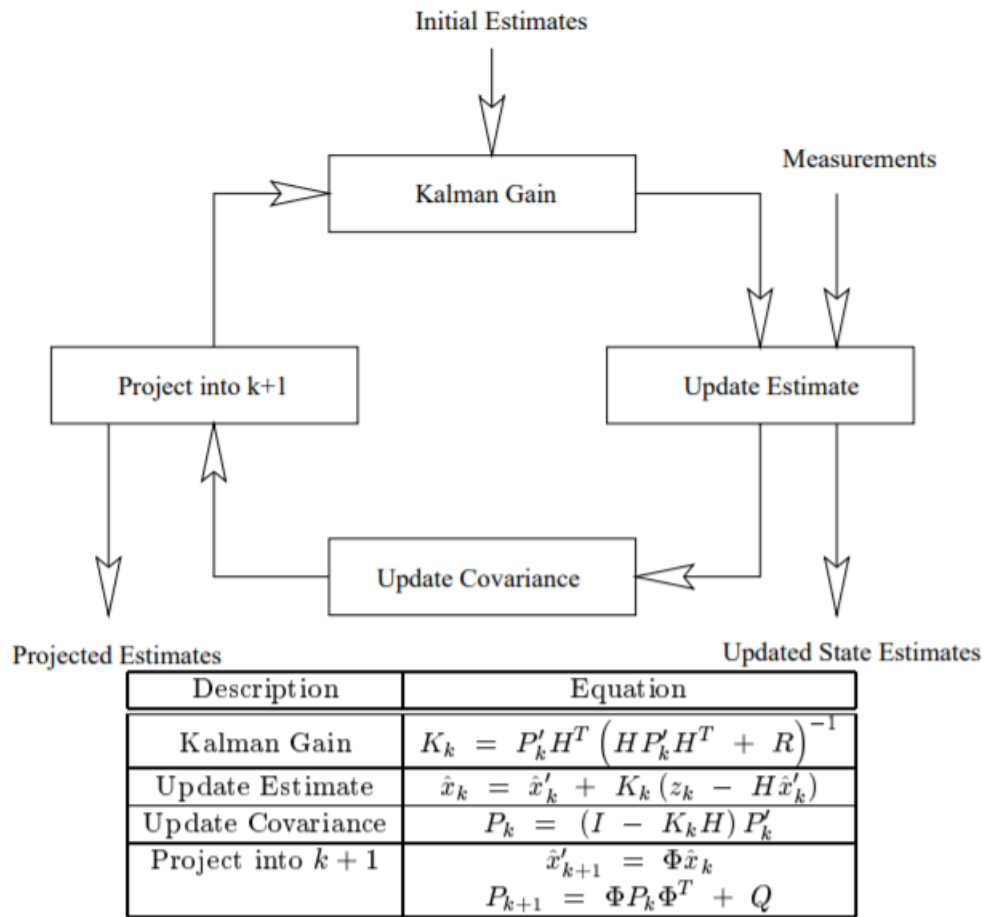 Initial Estimates
Measurements
Kalman Gain
Project into k+1
Update Estimate
Update Covariance
Projected Estimates
Updated State Estimates
Description Equation
Kalman Gain K_k = P′_k H^T (H P′_k H^T + R)^{-1}
Update Estimate x̂_k = x̂′_k + K_k (z_k − H x̂′_k)
Update Covariance P_k = (I − K_k H) P′_k
Project into k + 1 x̂′_{k+1} = Φ x̂_k
P_{k+1} = Φ P_k Φ^T + Q